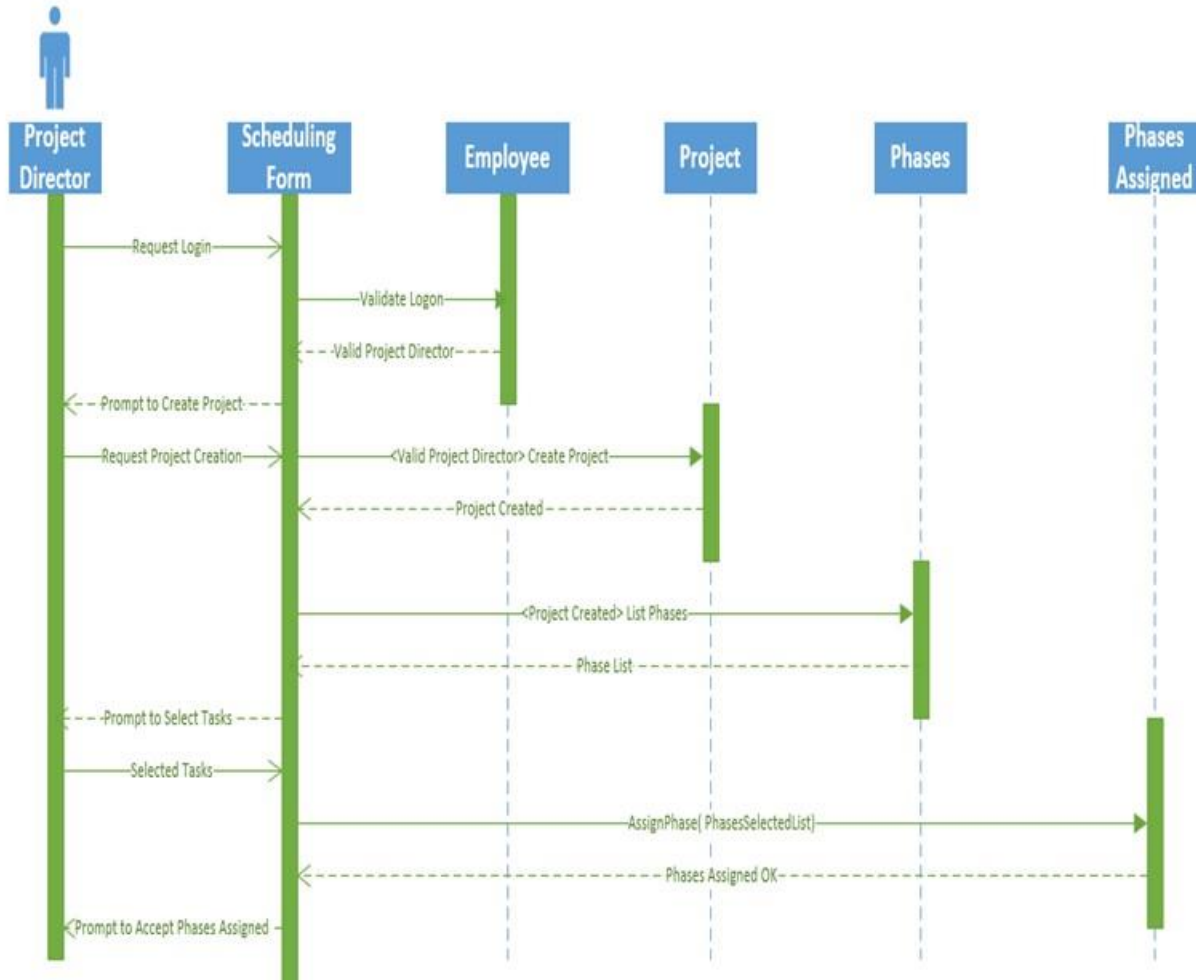 Project
Director
Scheduling
Form
Employee
Project
Phases
Phases
Assigned
Request Login
Validate Logon
Valid Project Director
Prompt to Create Project
Request Project Creation
<Valid Project Director> Create Project
Project Created
<Project Created> List Phases
Phase List
Prompt to Select Tasks
Selected Tasks
AssignPhase( PhasesSelectedList)
Phases Assigned OK
Prompt to Accept Phases Assigned